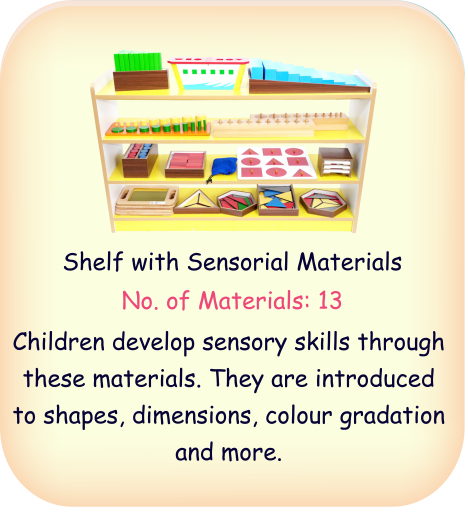 Shelf with Sensorial Materials
No. of Materials: 13
Children develop sensory skills through
these materials. They are introduced
to shapes, dimensions, colour gradation
and more.